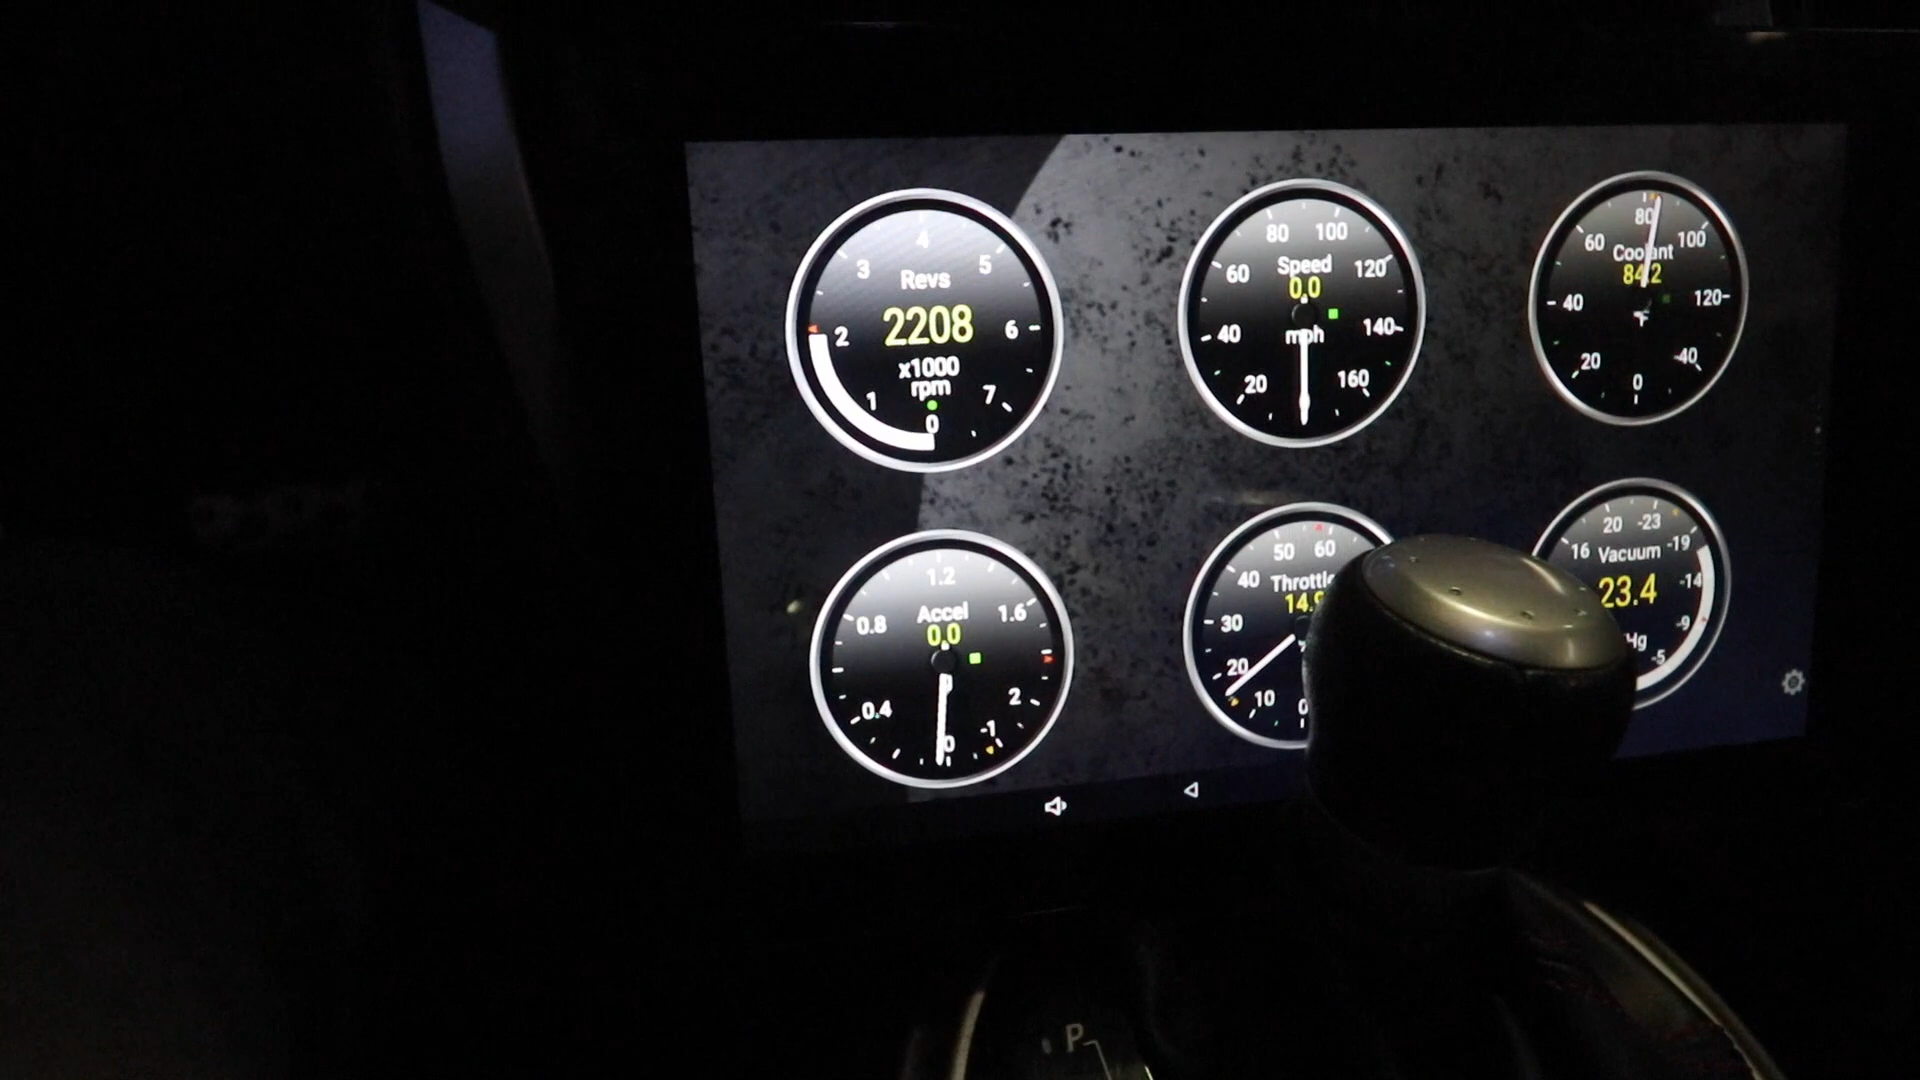 4
3 5
Revs
2208
2 6
x1000
rpm
1 7
0
80 100
Speed
60 120
0.0
40 mph 140
20 160
80
60 100
Coolant
84.2
40 120
°F
20 -40
0
1.2
Accel
0.8 1.6
0.0
0.4 2
-1
0
50 60
40 Throttle
14.9
30
20
10 0
20 -23
16 Vacuum -19
23.4 -14
-9
Hg
-5
P